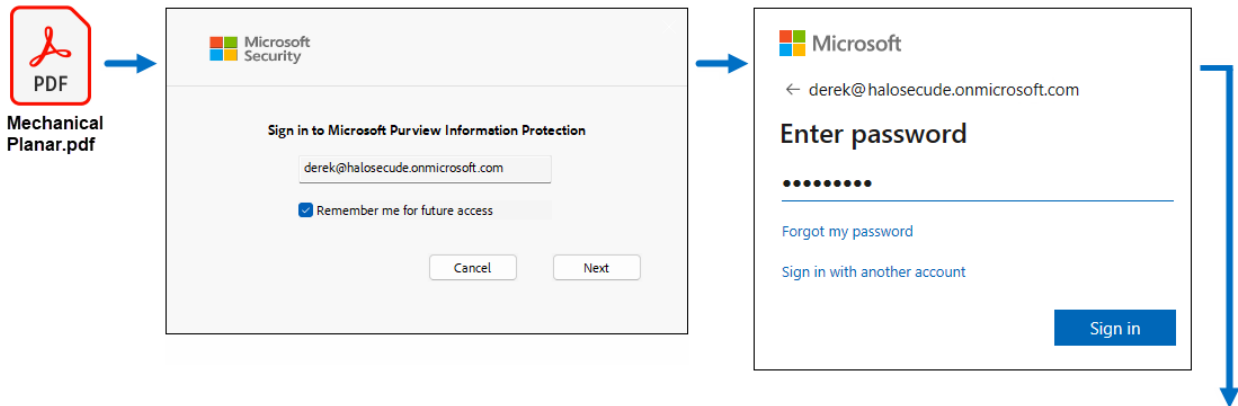 PDF
Mechanical
Planar.pdf
Microsoft
Security
Sign in to Microsoft Purview Information Protection
derek@halosecude.onmicrosoft.com
Remember me for future access
Cancel
Next
Microsoft
← derek@halosecude.onmicrosoft.com
Enter password
•••••••••
Forgot my password
Sign in with another account
Sign in